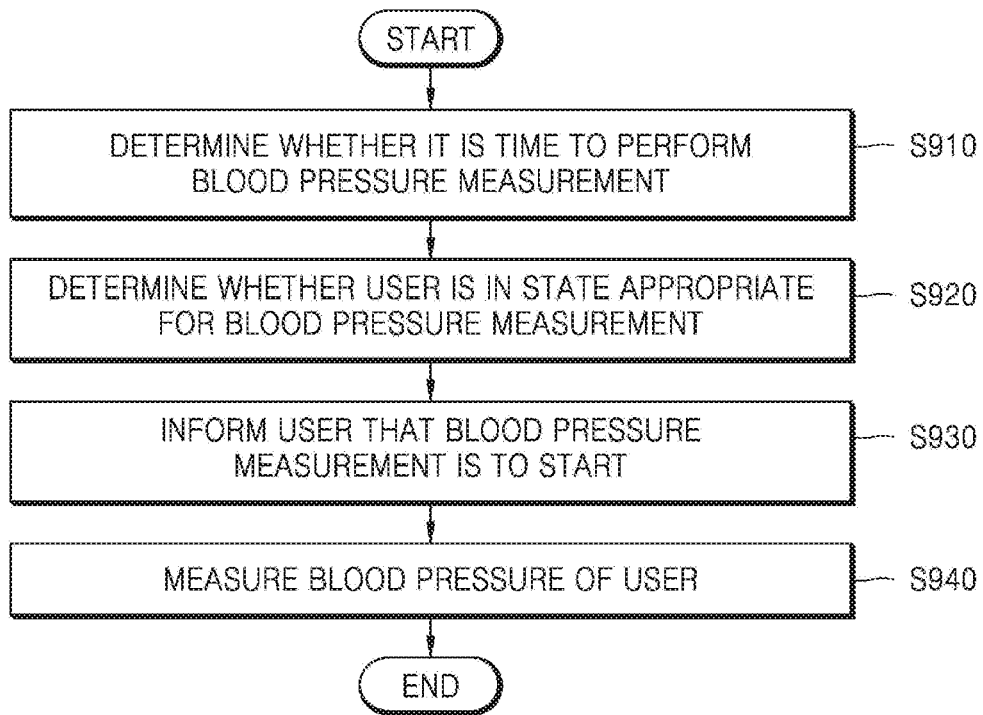 START
DETERMINE WHETHER IT IS TIME TO PERFORM
BLOOD PRESSURE MEASUREMENT
S910
DETERMINE WHETHER USER IS IN STATE APPROPRIATE
FOR BLOOD PRESSURE MEASUREMENT
S920
INFORM USER THAT BLOOD PRESSURE
MEASUREMENT IS TO START
S930
MEASURE BLOOD PRESSURE OF USER
S940
END